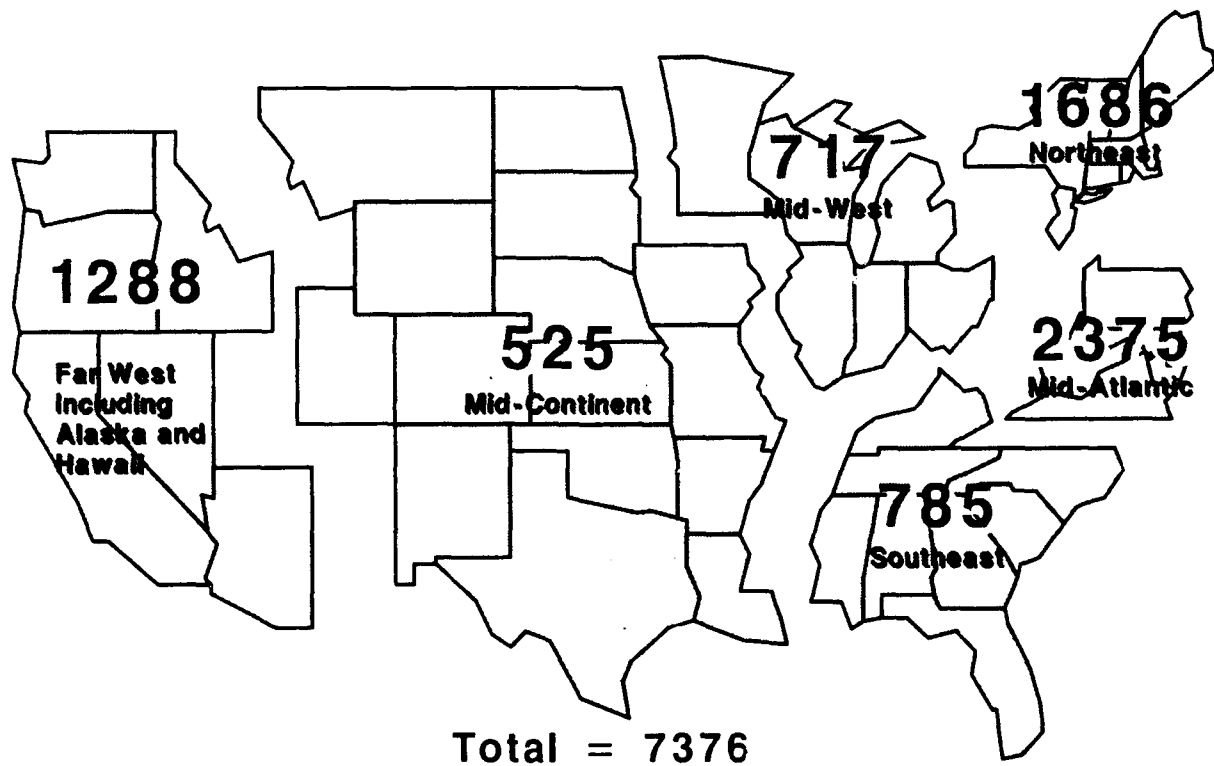 1686
Northeast
717
Mid-West
1288
Far West
including
Alaska and
Hawaii
525
Mid-Continent
2375
Mid-Atlantic
785
Southeast
Total = 7376